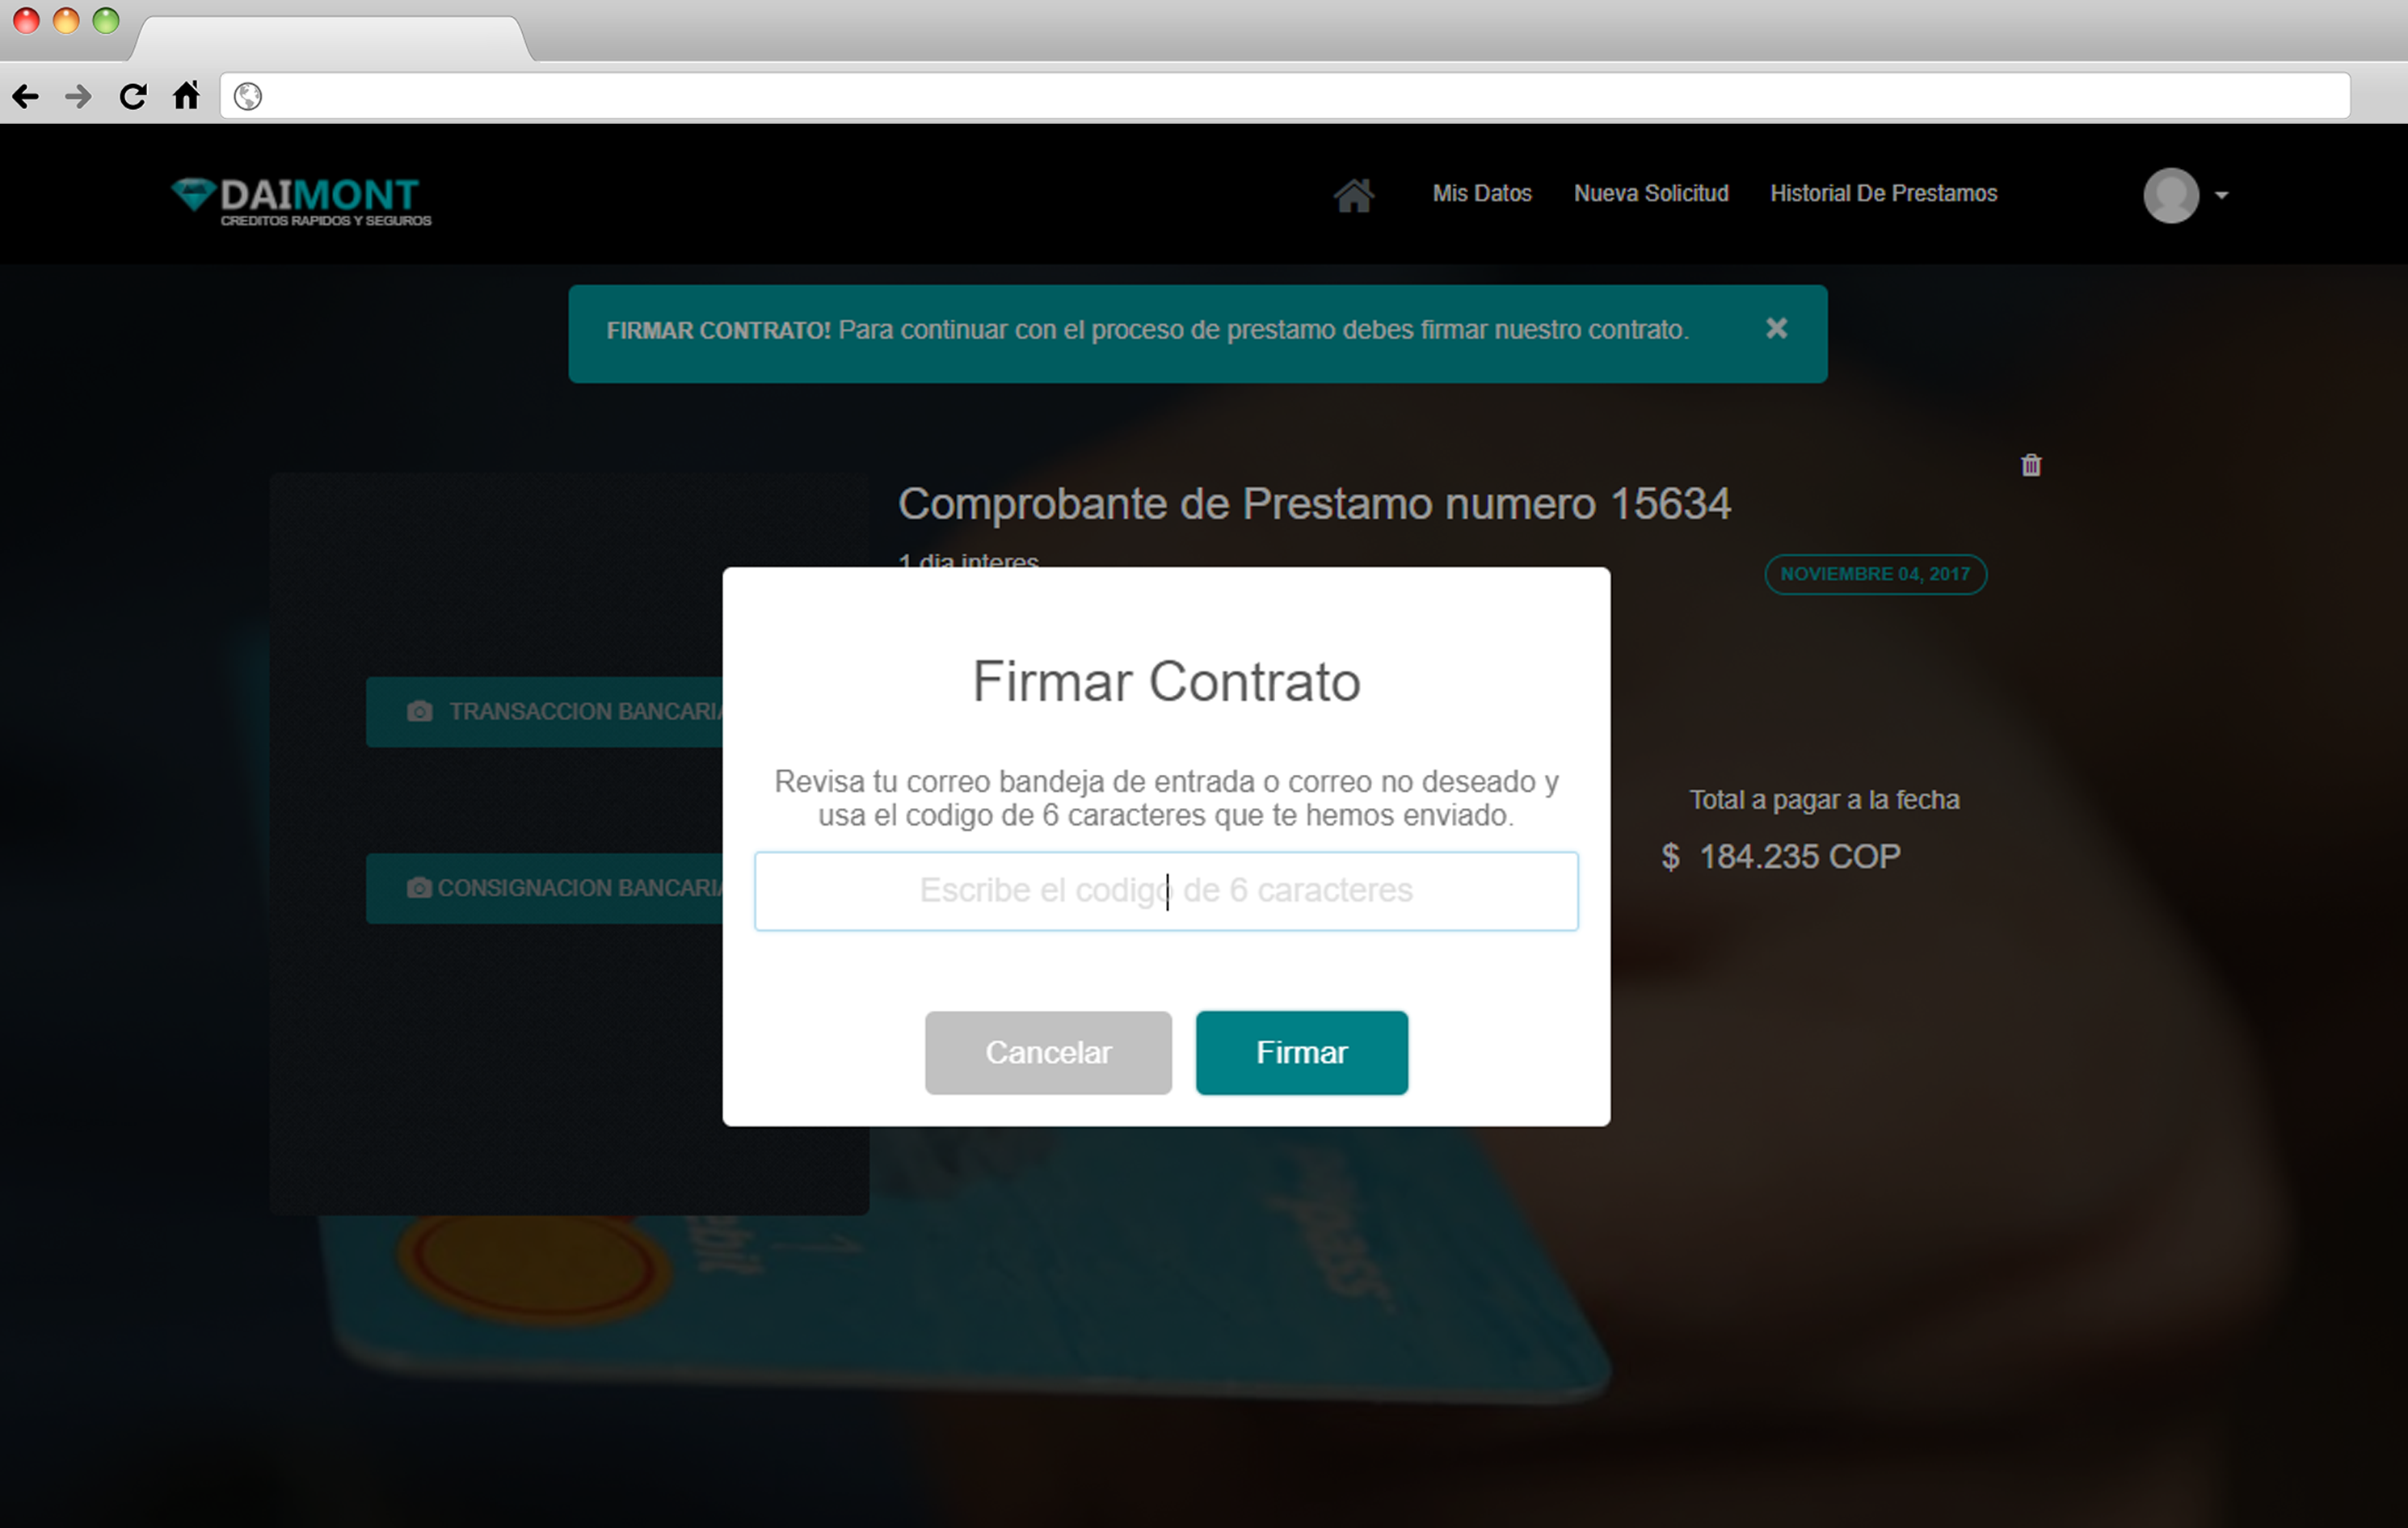 DAIMONT
CREDITOS RAPIDOS Y SEGUROS
Mis Datos
Nueva Solicitud
Historial De Prestamos
FIRMAR CONTRATO! Para continuar con el proceso de prestamo debes firmar nuestro contrato.
Comprobante de Prestamo numero 15634
1 dia interes
NOVIEMBRE 04, 2017
TRANSACCION BANCARIA
CONSIGNACION BANCARIA
Firmar Contrato
Revisa tu correo bandeja de entrada o correo no deseado y
usa el codigo de 6 caracteres que te hemos enviado.
Escribe el codigo de 6 caracteres
Cancelar
Firmar
Total a pagar a la fecha
$ 184.235 COP